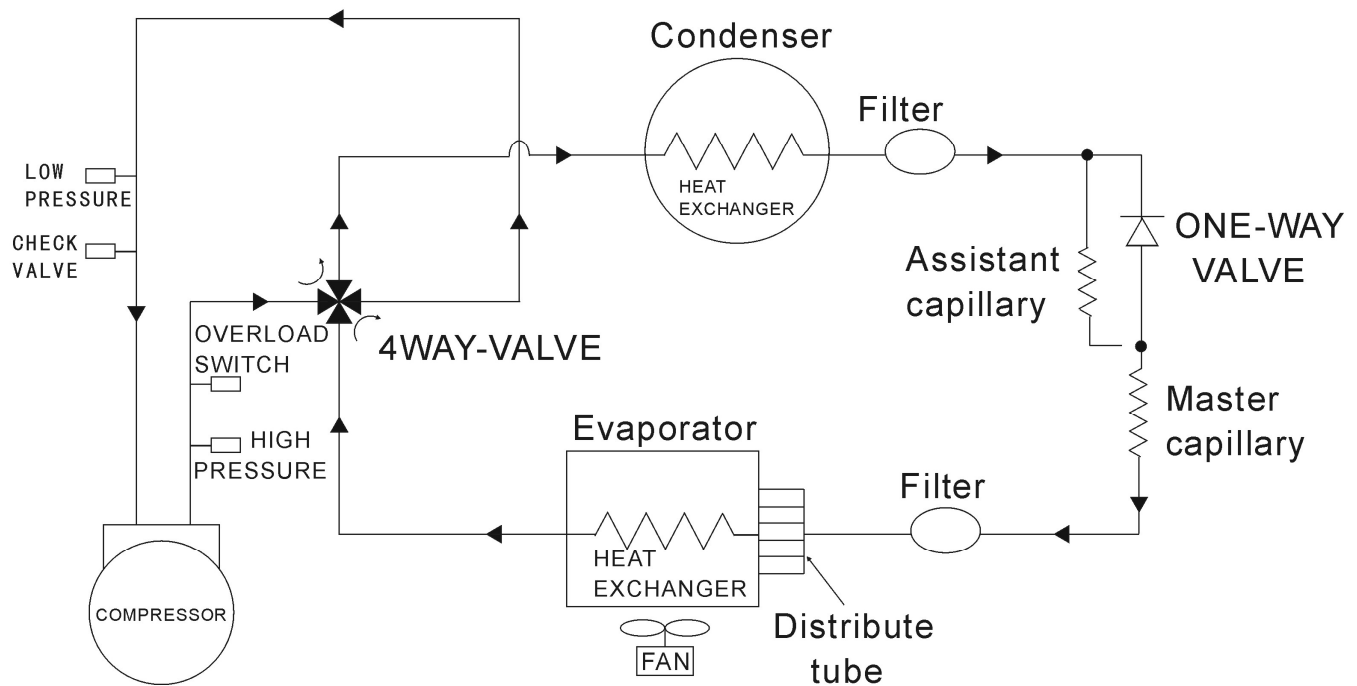 Condenser
Filter
LOW
PRESSURE
CHECK
VALVE
HEAT
EXCHANGER
ONE-WAY
VALVE
Assistant
capillary
OVERLOAD
SWITCH
4WAY-VALVE
HIGH
PRESSURE
Master
capillary
Evaporator
Filter
HEAT
EXCHANGER
COMPRESSOR
Distribute
tube
FAN